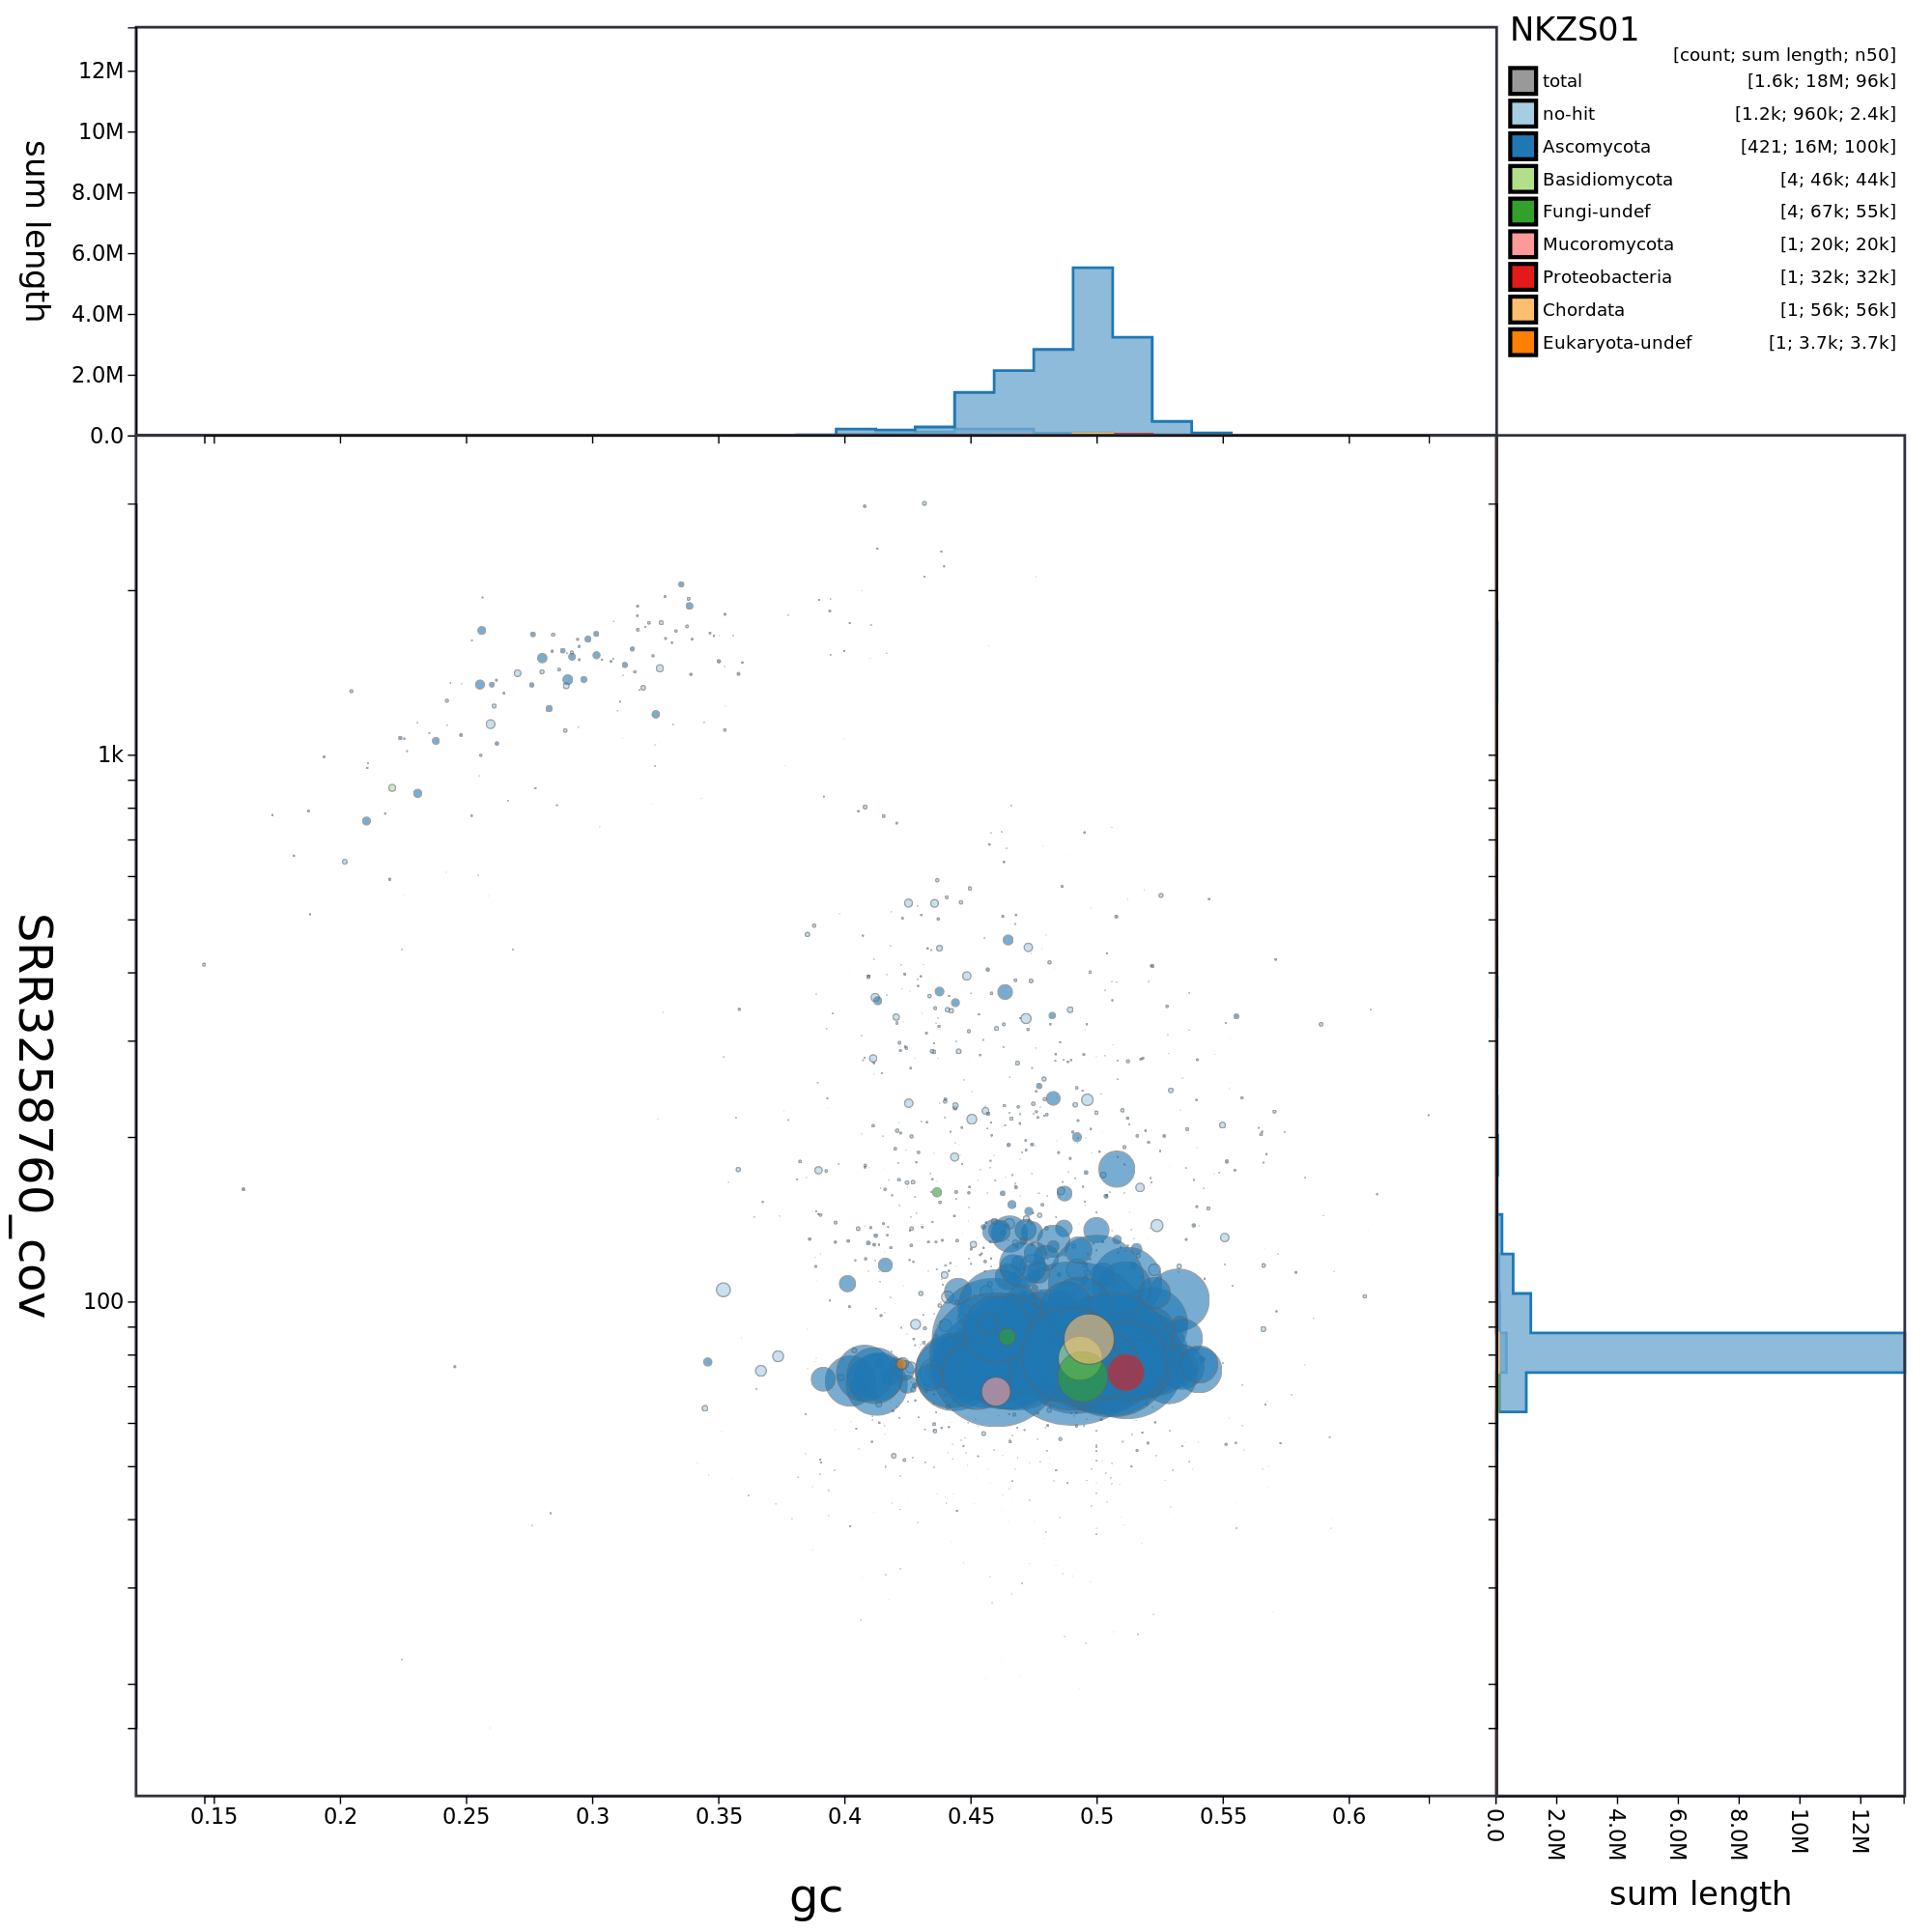 NKZS01
[count; sum length; n50]
total [1.6k; 18M; 96k]
no-hit [1.2k; 960k; 2.4k]
Ascomycota [421; 16M; 100k]
Basidiomycota [4; 46k; 44k]
Fungi-undef [4; 67k; 55k]
Mucoromycota [1; 20k; 20k]
Proteobacteria [1; 32k; 32k]
Chordata [1; 56k; 56k]
Eukaryota-undef [1; 3.7k; 3.7k]
sum length
12M
10M
8.0M
6.0M
4.0M
2.0M
0.0
SRR3258760_cov
1k
100
0.15 0.2 0.25 0.3 0.35 0.4 0.45 0.5 0.55 0.6
gc
0.0 2.0M 4.0M 6.0M 8.0M 10M 12M
sum length